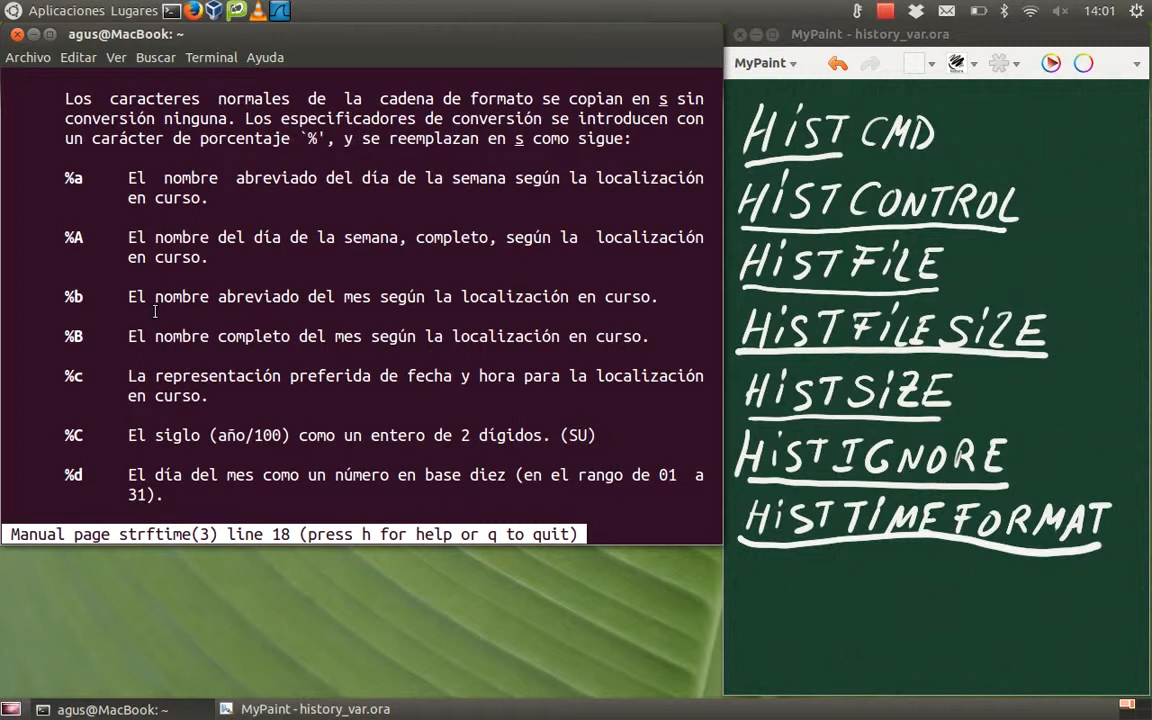 Aplicaciones Lugares 14:01
agus@MacBook: ~
Archivo Editar Ver Buscar Terminal Ayuda
Los caracteres normales de la cadena de formato se copian en s sin
conversión ninguna. Los especificadores de conversión se introducen con
un carácter de porcentaje `%', y se reemplazan en s como sigue:
%a El nombre abreviado del día de la semana según la localización
en curso.
%A El nombre del día de la semana, completo, según la localización
en curso.
%b El nombre abreviado del mes según la localización en curso.
%B El nombre completo del mes según la localización en curso.
%c La representación preferida de fecha y hora para la localización
en curso.
%C El siglo (año/100) como un entero de 2 dígidos. (SU)
%d El día del mes como un número en base diez (en el rango de 01 a
31).
Manual page strftime(3) line 18 (press h for help or q to quit)
MyPaint - history_var.ora
MyPaint
HiST CMD
HiST CONTROL
HiST FiLE
HiST FiLE SiZE
HiST SiZE
HiST IGNORE
HiST TiME FORMAT
agus@MacBook: ~ MyPaint - history_var.ora